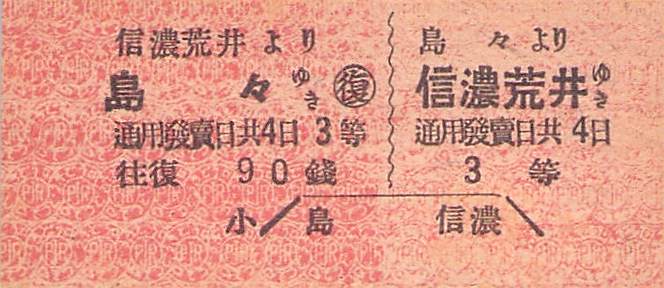 信濃荒井より
島々ゆき ㊝復
通用發賣日共4日 3等
往復 90錢
小/島
島々より
信濃荒井ゆき
通用發賣日共4日
3等
信濃\